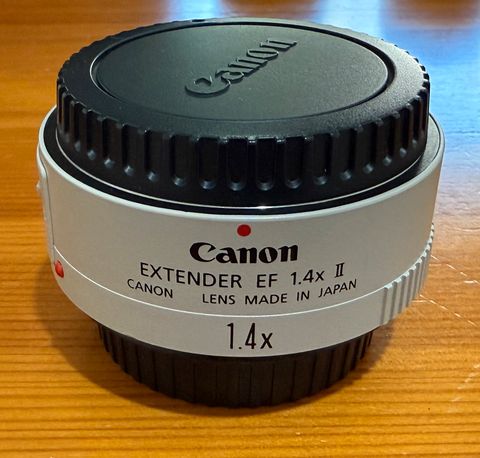 Canon
Canon
EXTENDER EF 1.4x II
CANON LENS MADE IN JAPAN
1.4x